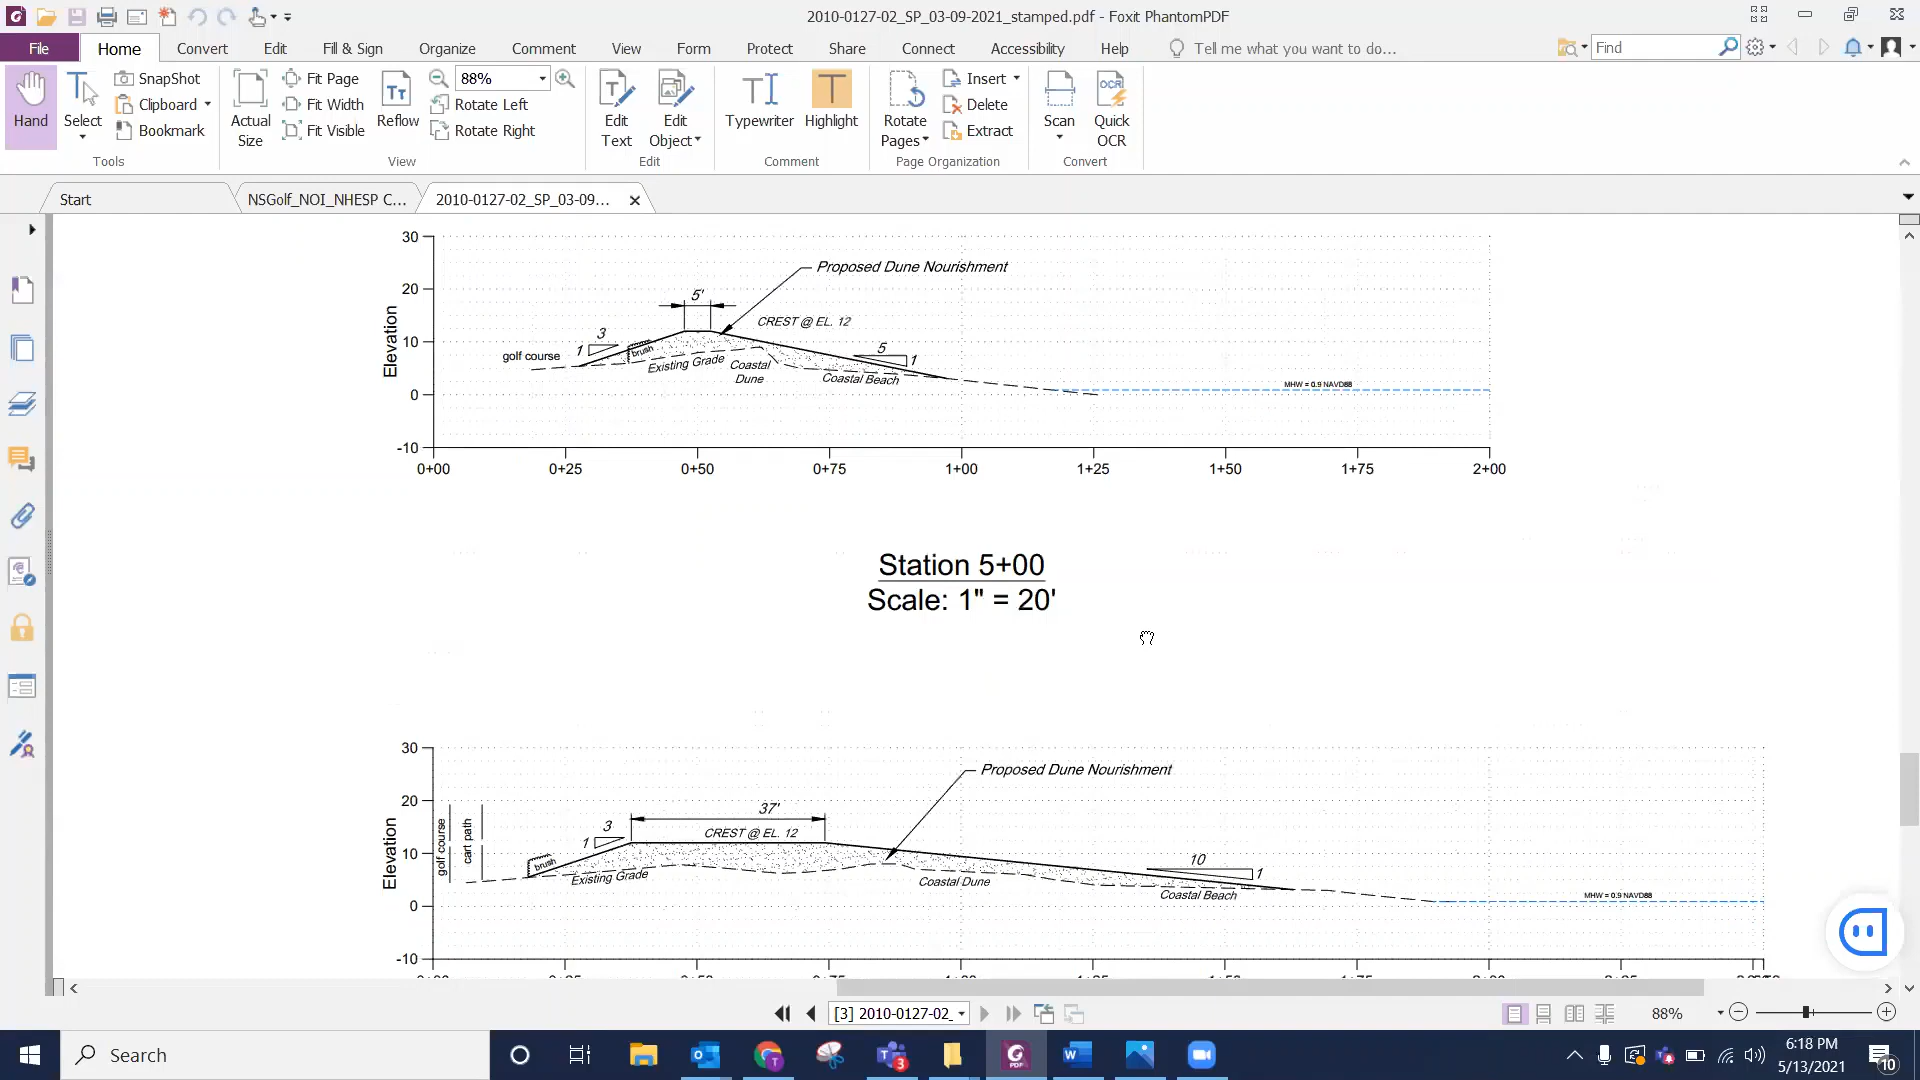 2010-0127-02_SP_03-09-2021_stamped.pdf - Foxit PhantomPDF
File Home Convert Edit Fill & Sign Organize Comment View Form Protect Share Connect Accessibility Help Tell me what you want to do... Find
Hand
Select
SnapShot
Clipboard
Bookmark
Tools
Actual Size
Fit Page
Fit Width
Fit Visible
Reflow
88%
Rotate Left
Rotate Right
View
Edit Text
Edit Object
Edit
Typewriter
Highlight
Comment
Rotate Pages
Insert
Delete
Extract
Page Organization
Scan
Quick OCR
Convert
Start
NSGolf_NOI_NHESP C...
2010-0127-02_SP_03-09...
Elevation
30
20
10
0
-10
Proposed Dune Nourishment
5'
CREST @ EL. 12
3
1
golf course
brush
Existing Grade
Coastal Dune
5
1
Coastal Beach
MHW = 0.9 NAVD88
0+00 0+25 0+50 0+75 1+00 1+25 1+50 1+75 2+00
Station 5+00
Scale: 1" = 20'
Elevation
30
20
10
0
-10
Proposed Dune Nourishment
37'
CREST @ EL. 12
3
1
golf course
cart path
brush
Existing Grade
Coastal Dune
10
1
Coastal Beach
MHW = 0.9 NAVD88
[3] 2010-0127-02_
88%
Search
3
6:18 PM
5/13/2021
10